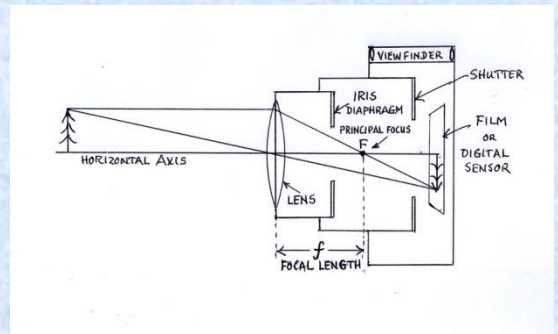 VIEWFINDER
SHUTTER
IRIS
DIAPHRAGM
PRINCIPAL FOCUS
F
FILM
OR
DIGITAL
SENSOR
HORIZONTAL AXIS
LENS
f
FOCAL LENGTH